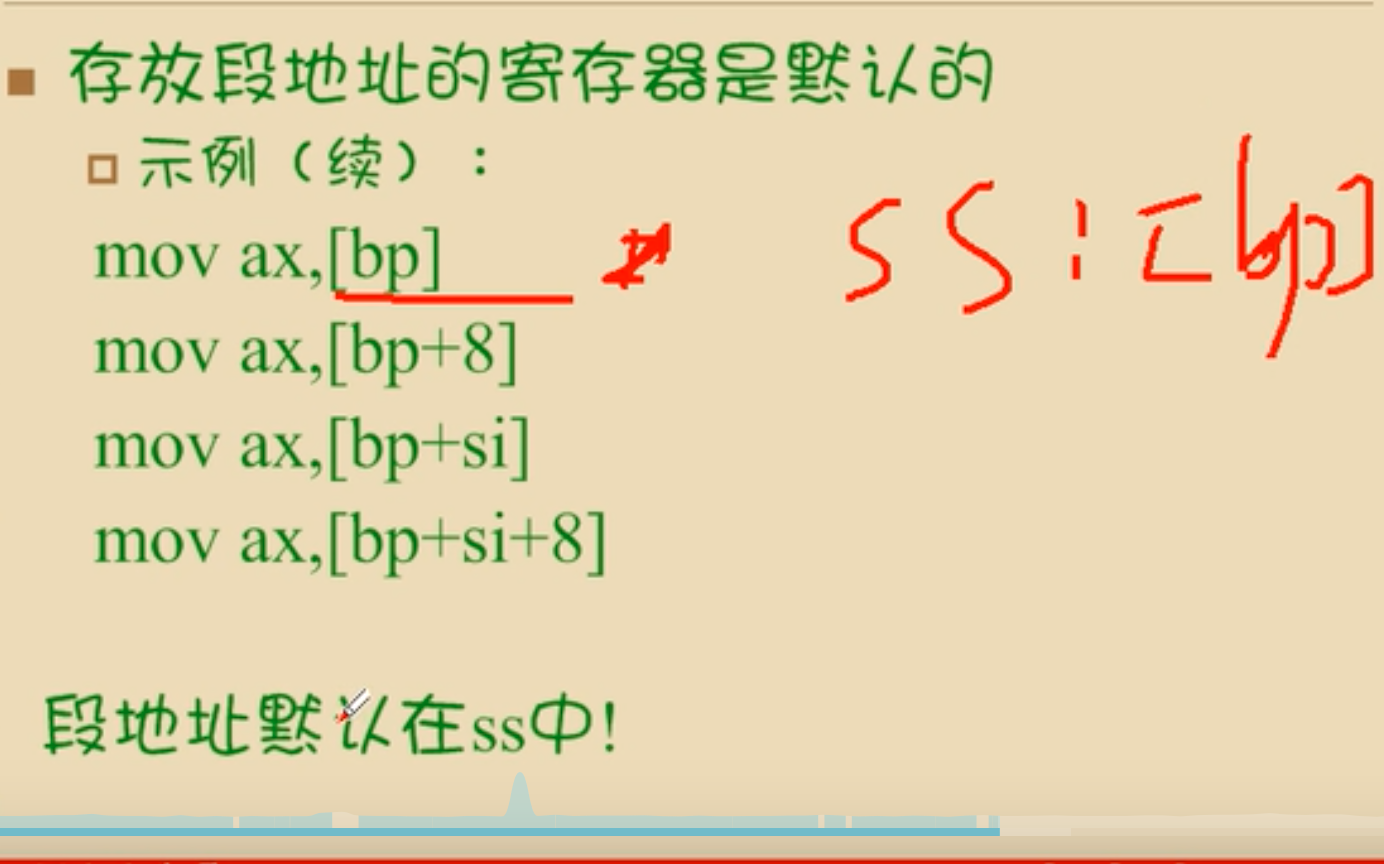 存放段地址的寄存器是默认的
示例（续）：
mov ax,[bp]
ss:[bp]
mov ax,[bp+8]
mov ax,[bp+si]
mov ax,[bp+si+8]
段地址默认在ss中!